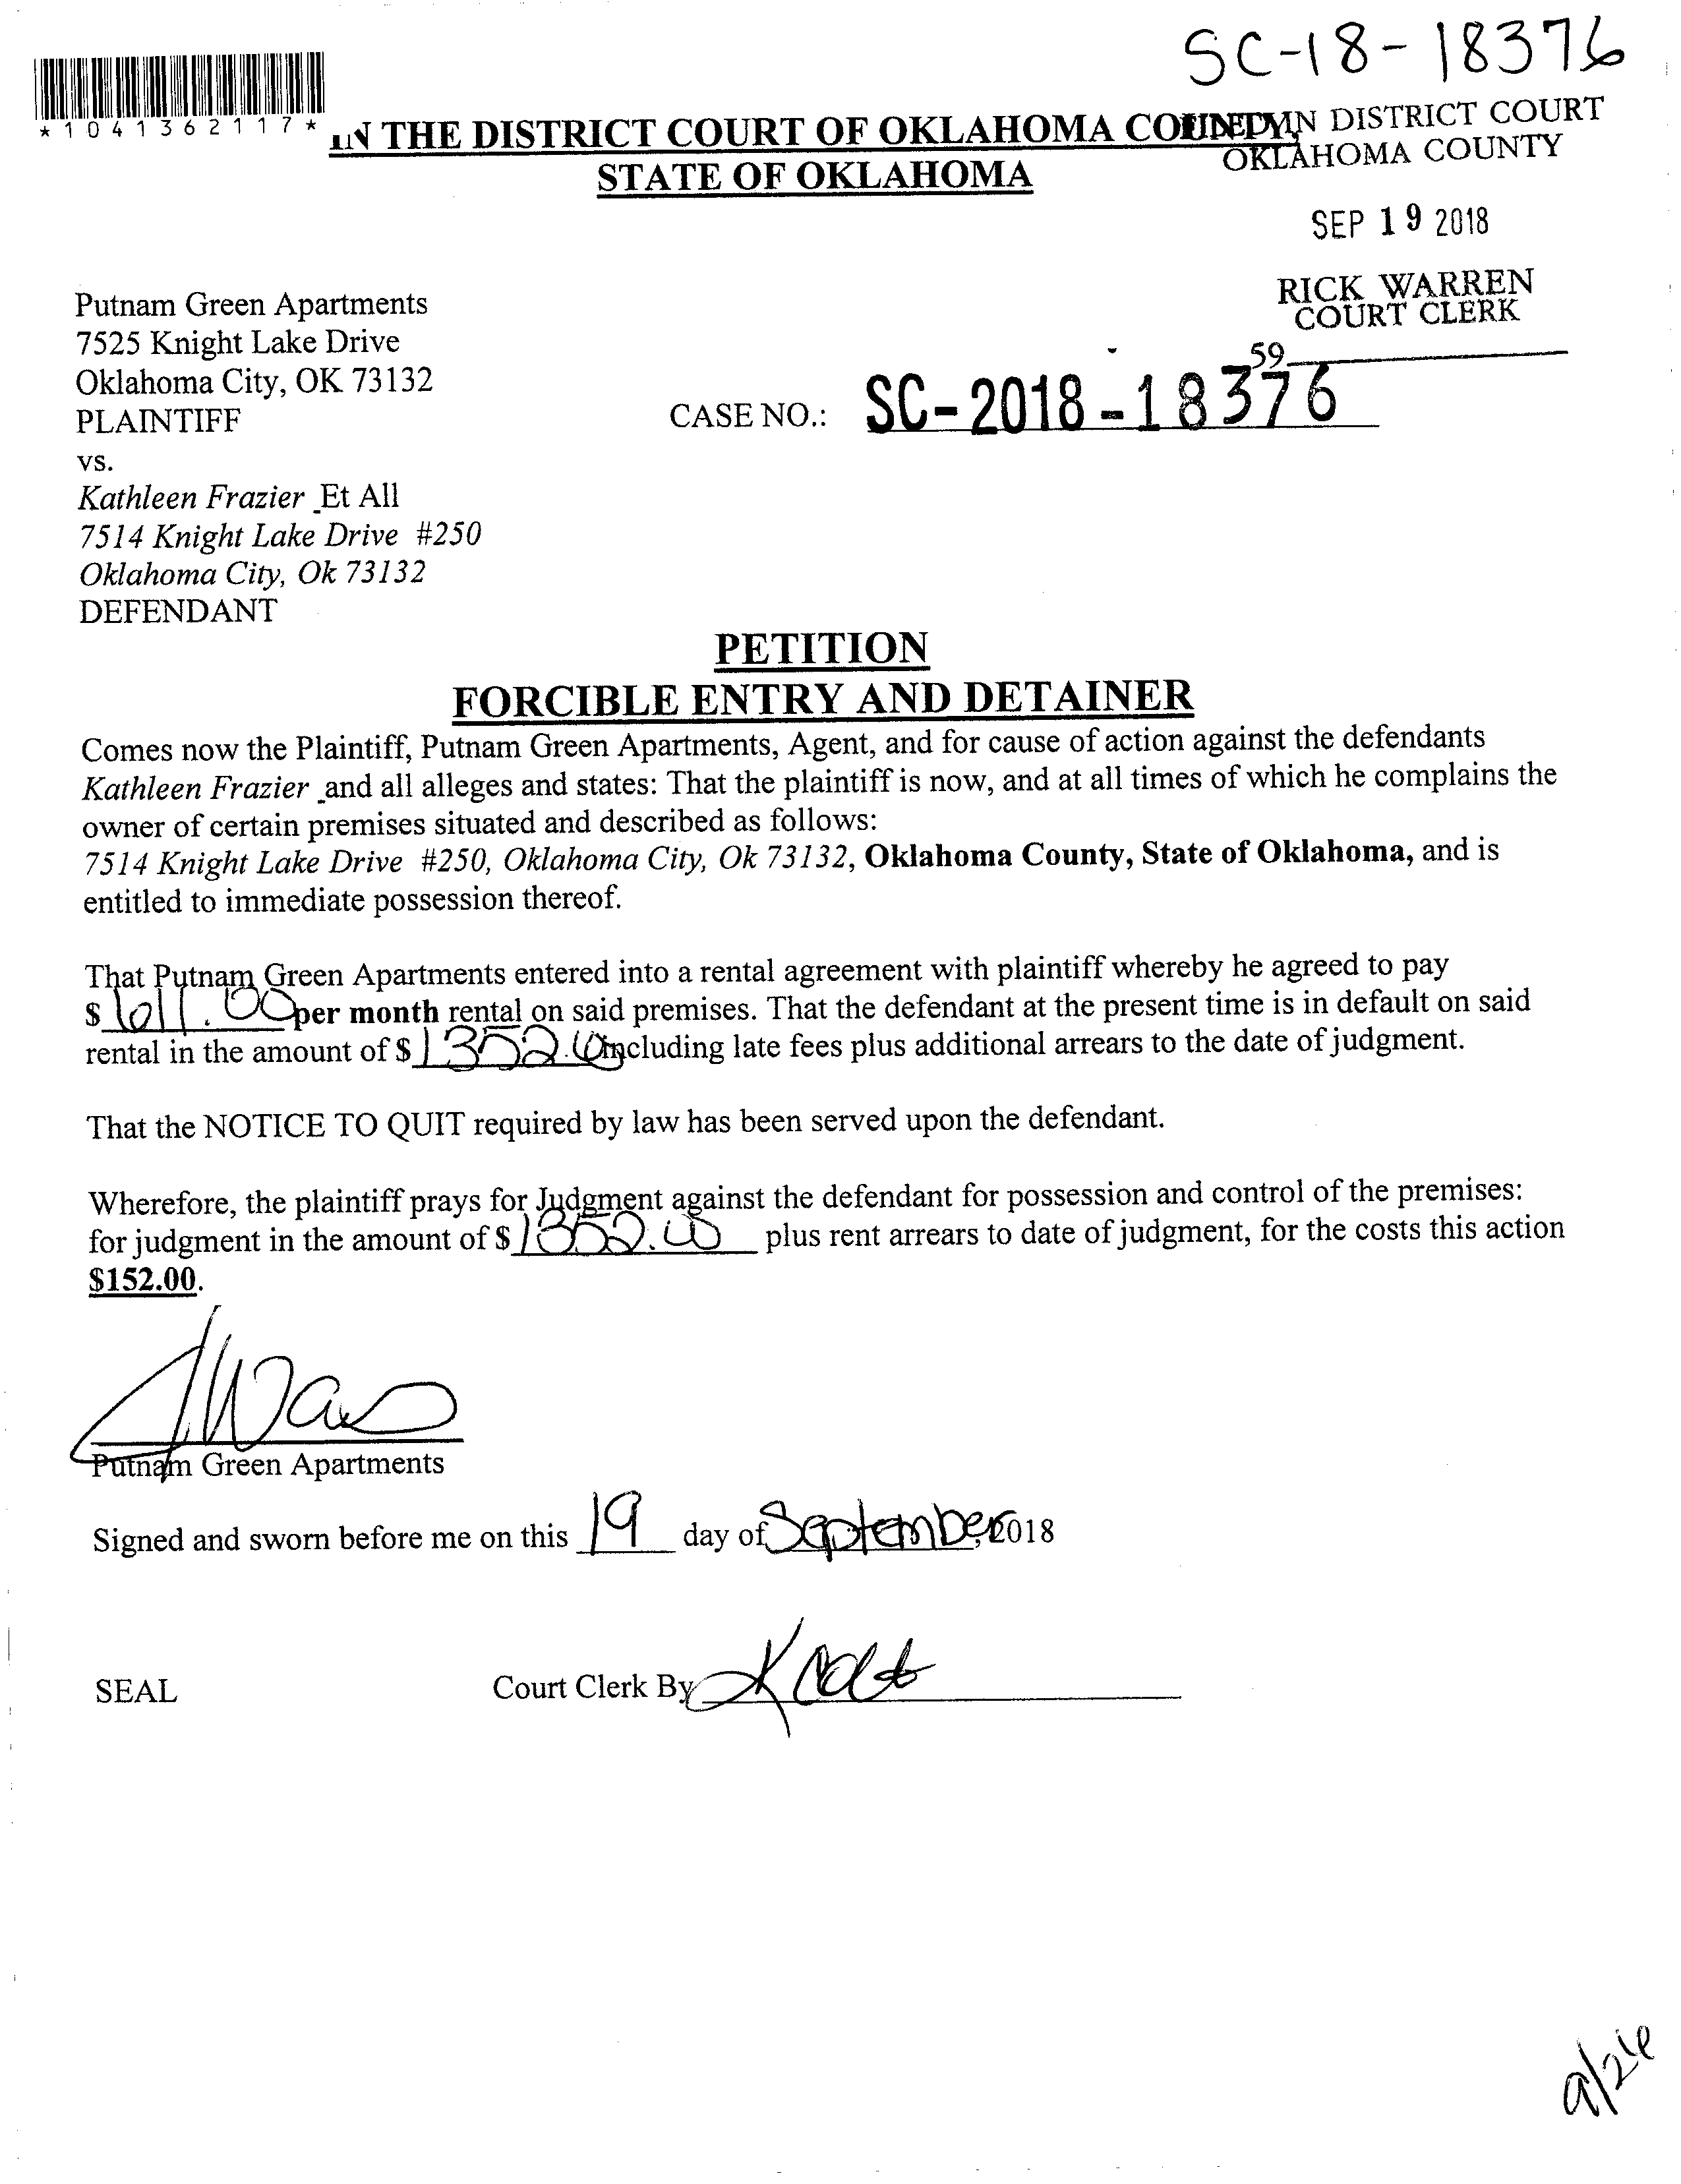 SC-18-18376
*1041362117*
IN THE DISTRICT COURT OF OKLAHOMA COUNTY
STATE OF OKLAHOMA
FILED IN DISTRICT COURT
OKLAHOMA COUNTY
SEP 19 2018
RICK WARREN
COURT CLERK
59
Putnam Green Apartments
7525 Knight Lake Drive
Oklahoma City, OK 73132
PLAINTIFF
CASE NO.: SC-2018-18376
vs.
Kathleen Frazier Et All
7514 Knight Lake Drive #250
Oklahoma City, Ok 73132
DEFENDANT
PETITION
FORCIBLE ENTRY AND DETAINER
Comes now the Plaintiff, Putnam Green Apartments, Agent, and for cause of action against the defendants
Kathleen Frazier and all alleges and states: That the plaintiff is now, and at all times of which he complains the
owner of certain premises situated and described as follows:
7514 Knight Lake Drive #250, Oklahoma City, Ok 73132, Oklahoma County, State of Oklahoma, and is
entitled to immediate possession thereof.
That Putnam Green Apartments entered into a rental agreement with plaintiff whereby he agreed to pay
$ 611.00 per month rental on said premises. That the defendant at the present time is in default on said
rental in the amount of $ 1352. including late fees plus additional arrears to the date of judgment.
That the NOTICE TO QUIT required by law has been served upon the defendant.
Wherefore, the plaintiff prays for Judgment against the defendant for possession and control of the premises:
for judgment in the amount of $ 1352.00 plus rent arrears to date of judgment, for the costs this action
$152.00.
Putnam Green Apartments
Signed and sworn before me on this 19 day of September, 2018
SEAL
Court Clerk By